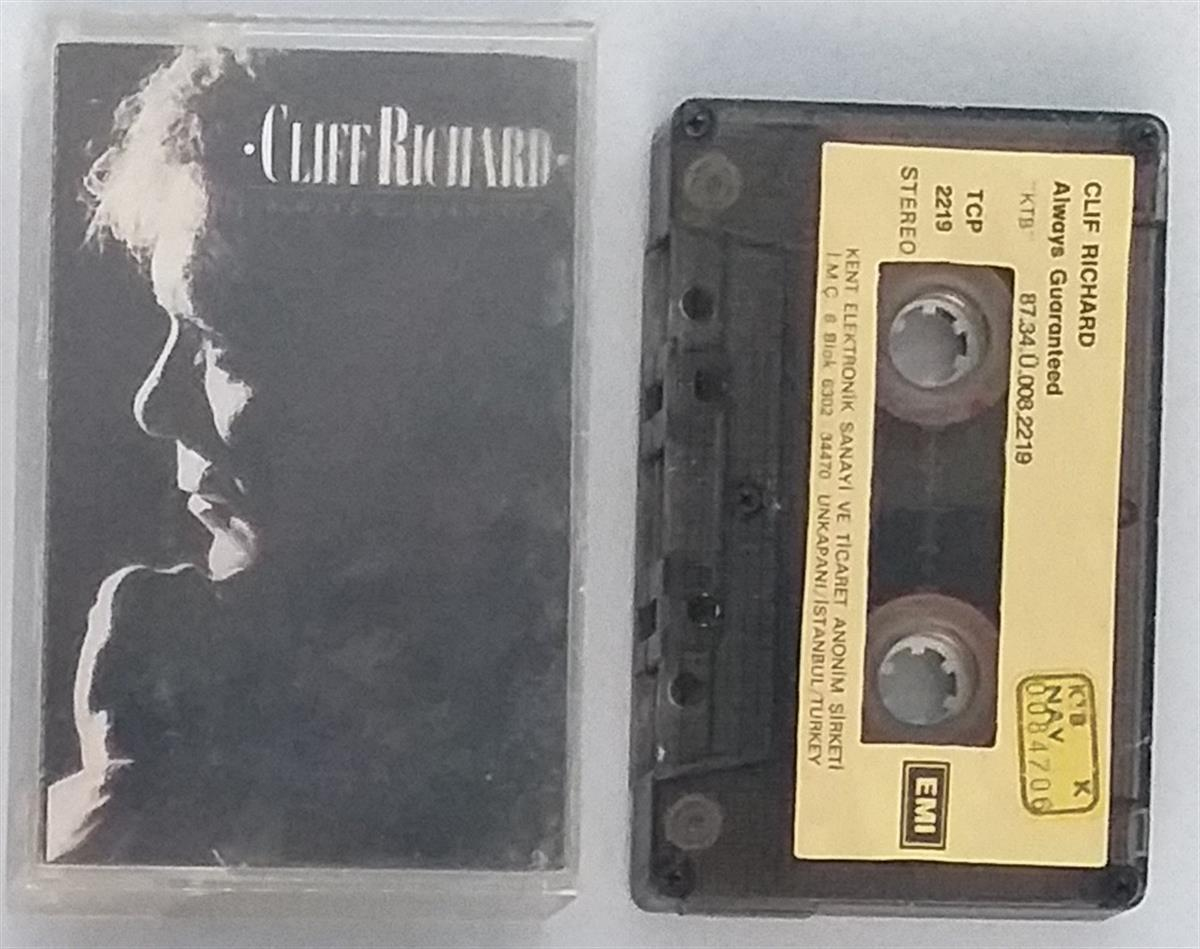 ·CLIFF RICHARD·
CLIF RICHARD
Always Guaranteed
"KTB" 87.34.Ü.008.2219
TCP
2219
STEREO
KENT ELEKTRONİK SANAYİ VE TİCARET ANONİM ŞİRKETİ
İ.M.Ç. 6 Blok 6302 34470 UNKAPANI/İSTANBUL/TURKEY
KTB K
NAV
0084706
EMI